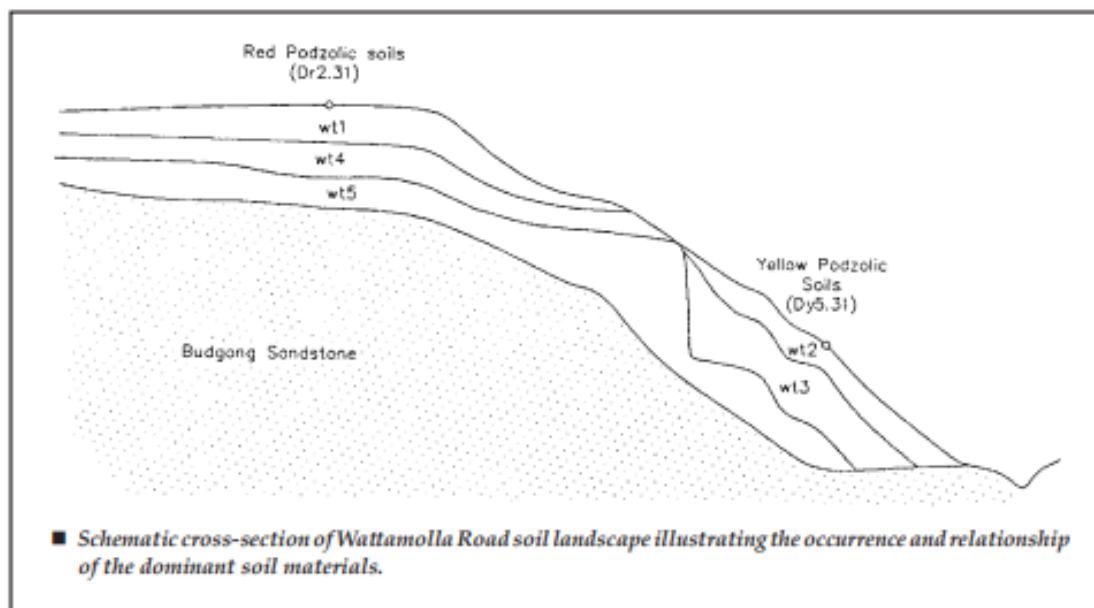 Red Podzolic soils
(Dr2.31)
wt1
wt4
wt5
Yellow Podzolic
Soils
(Dy5.31)
wt2
wt3
Budgong Sandstone
■ Schematic cross-section of Wattamolla Road soil landscape illustrating the occurrence and relationship
of the dominant soil materials.